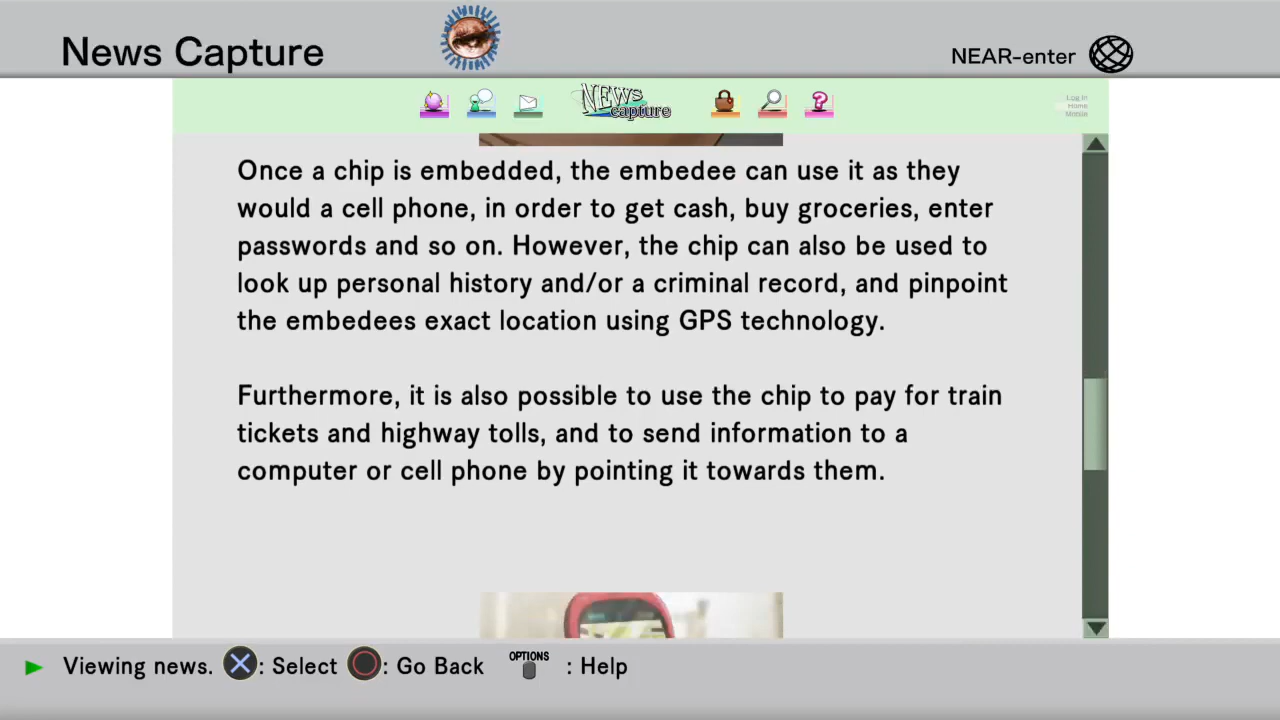 News Capture
NEAR-enter
NEWS
capture
Log In
Home
Mobile
Once a chip is embedded, the embedee can use it as they
would a cell phone, in order to get cash, buy groceries, enter
passwords and so on. However, the chip can also be used to
look up personal history and/or a criminal record, and pinpoint
the embedees exact location using GPS technology.
Furthermore, it is also possible to use the chip to pay for train
tickets and highway tolls, and to send information to a
computer or cell phone by pointing it towards them.
Viewing news. : Select : Go Back OPTIONS : Help